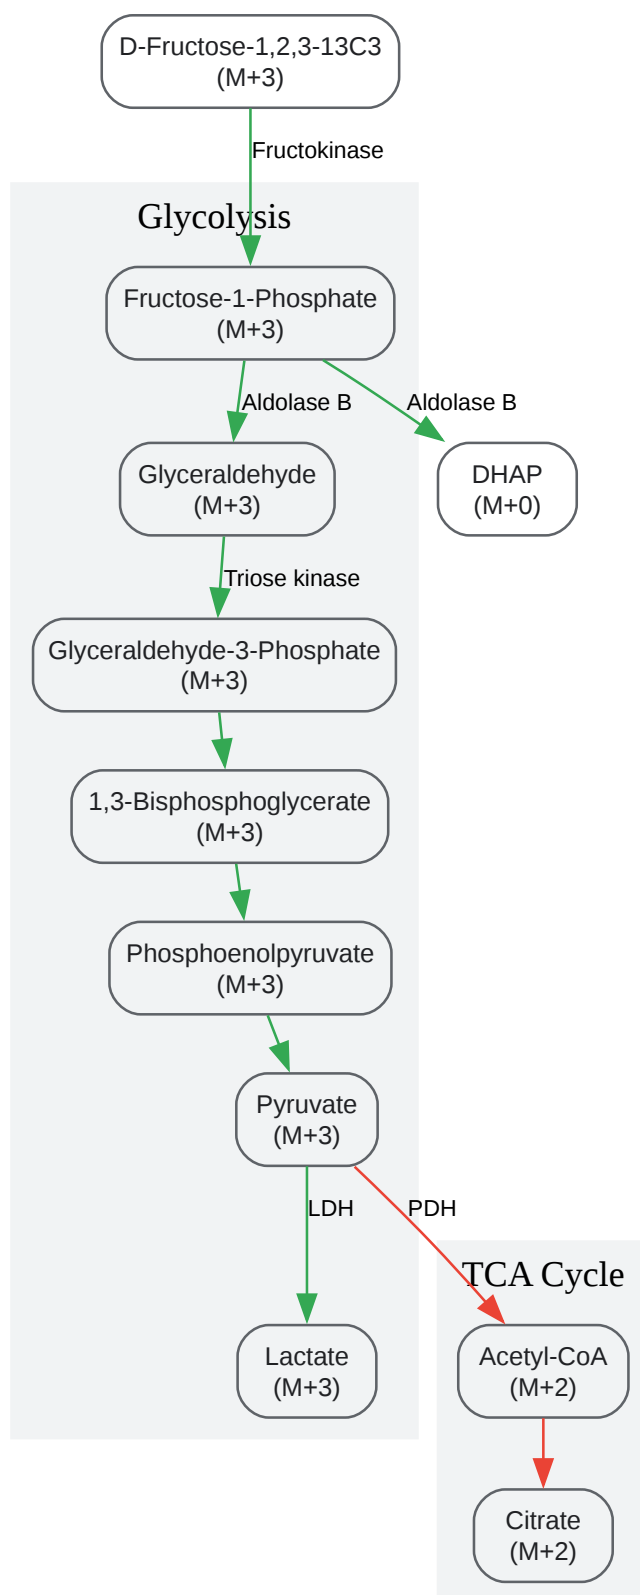 D-Fructose-1,2,3-13C3
(M+3)
Fructokinase
Glycolysis
Fructose-1-Phosphate
(M+3)
Aldolase B
Aldolase B
Glyceraldehyde
(M+3)
DHAP
(M+0)
Triose kinase
Glyceraldehyde-3-Phosphate
(M+3)
1,3-Bisphosphoglycerate
(M+3)
Phosphoenolpyruvate
(M+3)
Pyruvate
(M+3)
LDH
PDH
TCA Cycle
Lactate
(M+3)
Acetyl-CoA
(M+2)
Citrate
(M+2)